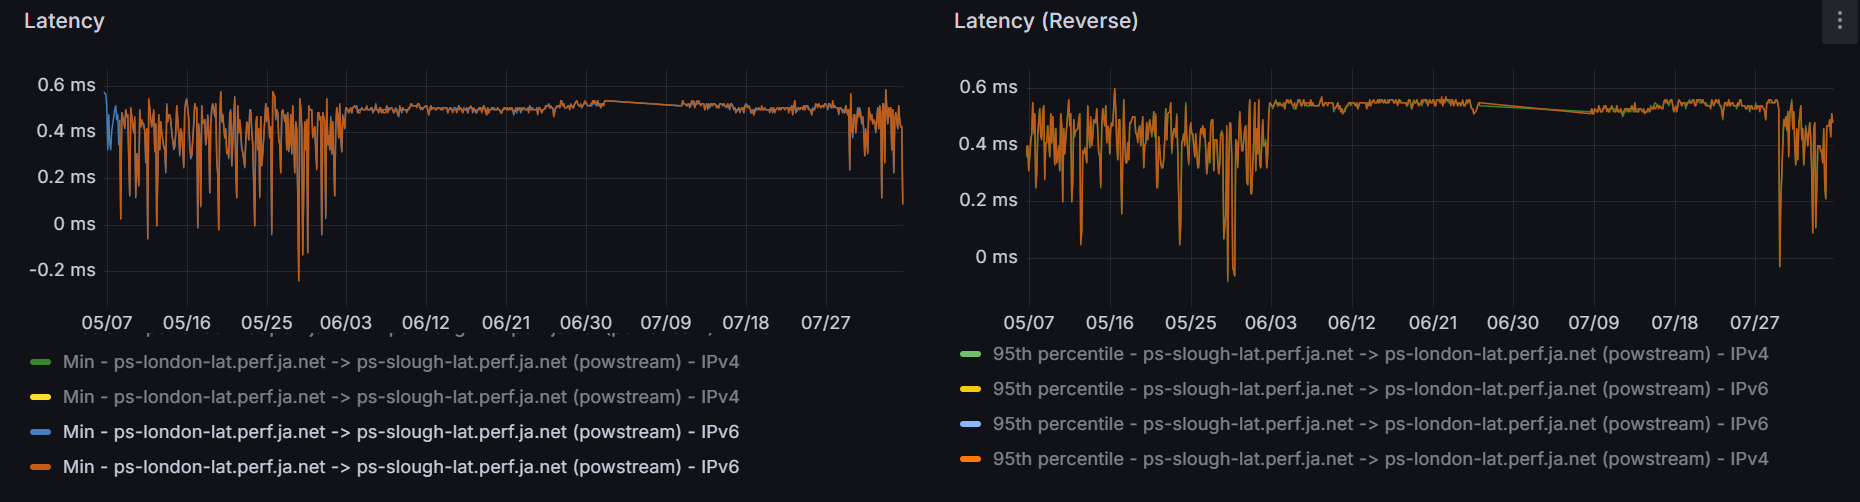 Latency
0.6 ms
0.4 ms
0.2 ms
0 ms
-0.2 ms
05/07 05/16 05/25 06/03 06/12 06/21 06/30 07/09 07/18 07/27
Min - ps-london-lat.perf.ja.net -> ps-slough-lat.perf.ja.net (powstream) - IPv4
Min - ps-london-lat.perf.ja.net -> ps-slough-lat.perf.ja.net (powstream) - IPv4
Min - ps-london-lat.perf.ja.net -> ps-slough-lat.perf.ja.net (powstream) - IPv6
Min - ps-london-lat.perf.ja.net -> ps-slough-lat.perf.ja.net (powstream) - IPv6
Latency (Reverse)
0.6 ms
0.4 ms
0.2 ms
0 ms
05/07 05/16 05/25 06/03 06/12 06/21 06/30 07/09 07/18 07/27
95th percentile - ps-slough-lat.perf.ja.net -> ps-london-lat.perf.ja.net (powstream) - IPv4
95th percentile - ps-slough-lat.perf.ja.net -> ps-london-lat.perf.ja.net (powstream) - IPv6
95th percentile - ps-slough-lat.perf.ja.net -> ps-london-lat.perf.ja.net (powstream) - IPv6
95th percentile - ps-slough-lat.perf.ja.net -> ps-london-lat.perf.ja.net (powstream) - IPv4